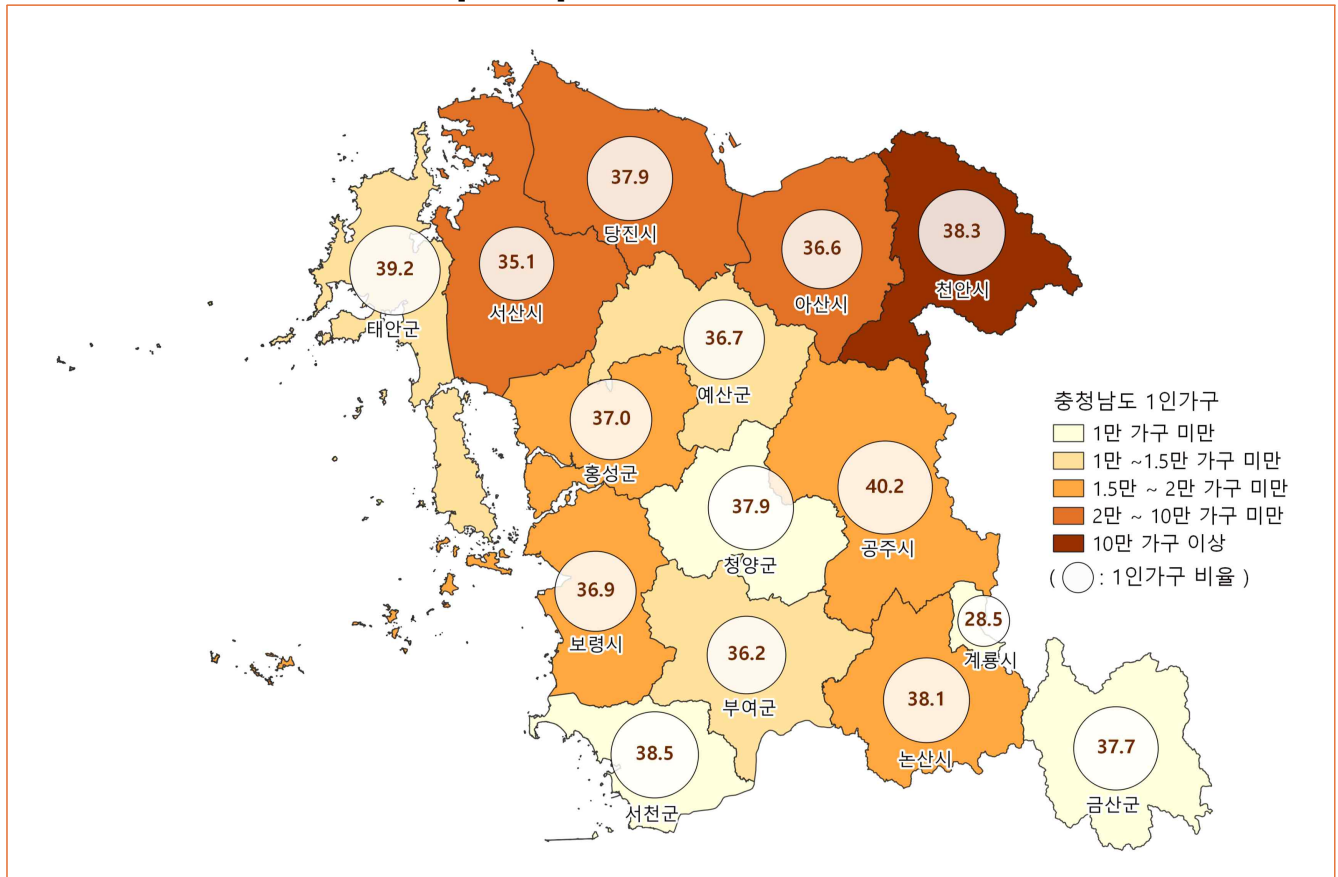 37.9
당진시
38.3
천안시
36.6
아산시
35.1
서산시
39.2
태안군
36.7
예산군
37.0
홍성군
40.2
공주시
37.9
청양군
36.9
보령시
28.5
계룡시
36.2
부여군
38.1
논산시
38.5
서천군
37.7
금산군
충청남도 1인가구
1만 가구 미만
1만 ~1.5만 가구 미만
1.5만 ~ 2만 가구 미만
2만 ~ 10만 가구 미만
10만 가구 이상
( : 1인가구 비율 )